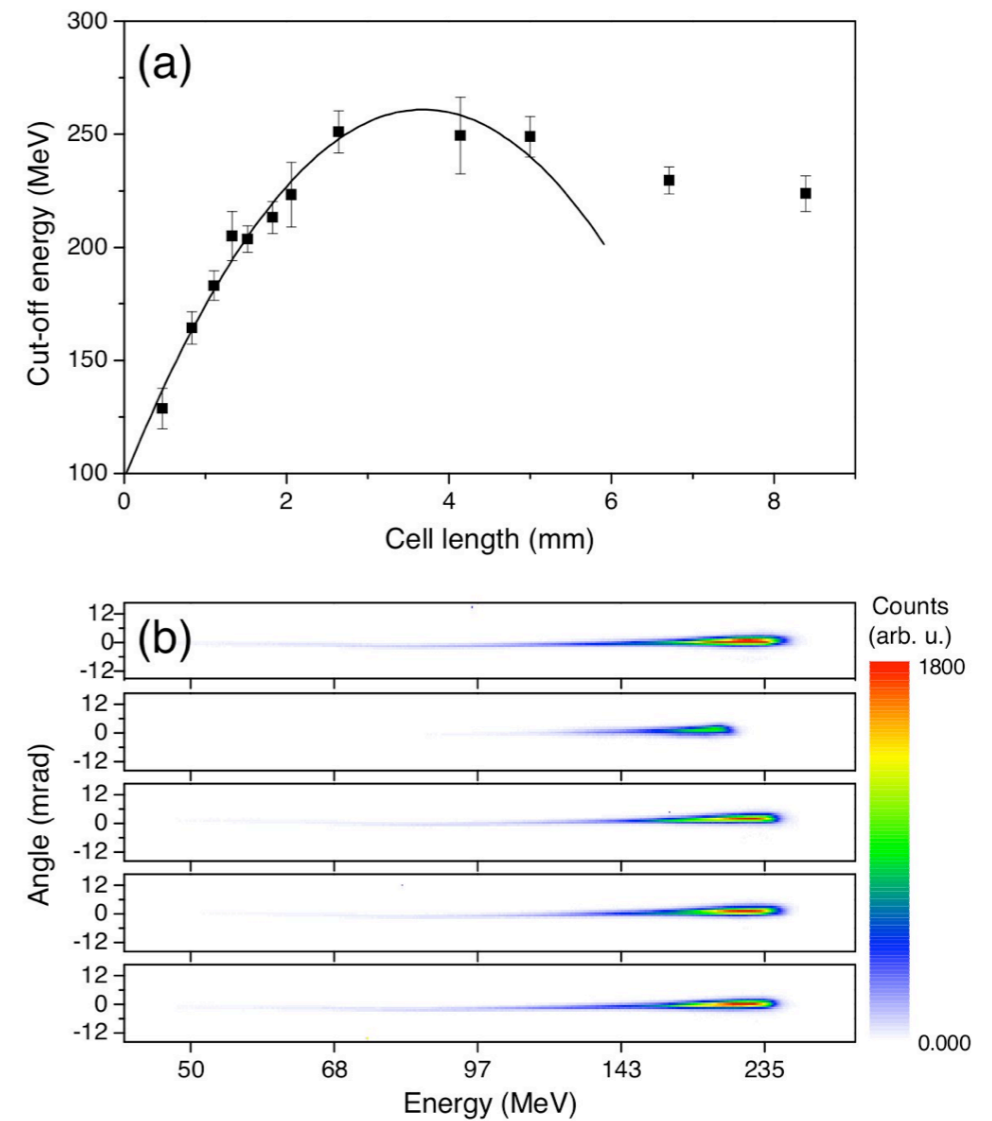 (a)
300
250
200
150
100
Cut-off energy (MeV)
0 2 4 6 8
Cell length (mm)
(b)
Counts
(arb. u.)
1800
0.000
12
0
-12
12
0
-12
12
0
-12
12
0
-12
12
0
-12
Angle (mrad)
50 68 97 143 235
Energy (MeV)